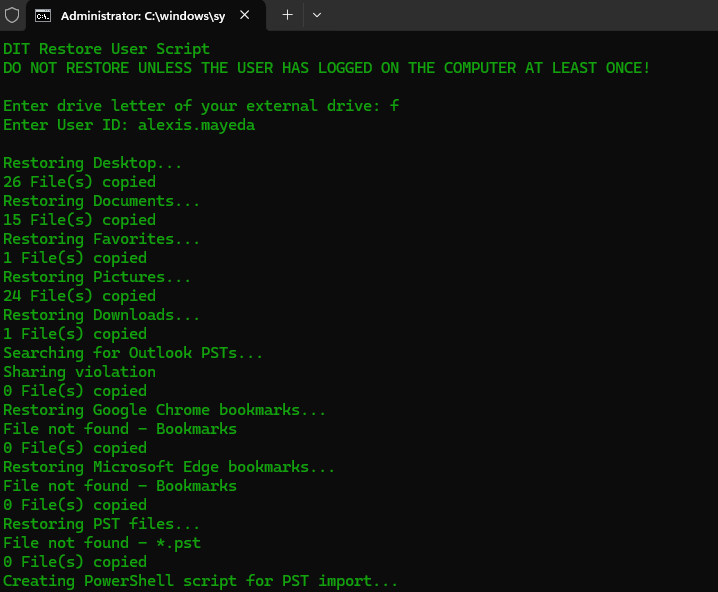 Administrator: C:\windows\sy
DIT Restore User Script
DO NOT RESTORE UNLESS THE USER HAS LOGGED ON THE COMPUTER AT LEAST ONCE!
Enter drive letter of your external drive: f
Enter User ID: alexis.mayeda
Restoring Desktop...
26 File(s) copied
Restoring Documents...
15 File(s) copied
Restoring Favorites...
1 File(s) copied
Restoring Pictures...
24 File(s) copied
Restoring Downloads...
1 File(s) copied
Searching for Outlook PSTs...
Sharing violation
0 File(s) copied
Restoring Google Chrome bookmarks...
File not found - Bookmarks
0 File(s) copied
Restoring Microsoft Edge bookmarks...
File not found - Bookmarks
0 File(s) copied
Restoring PST files...
File not found - *.pst
0 File(s) copied
Creating PowerShell script for PST import...